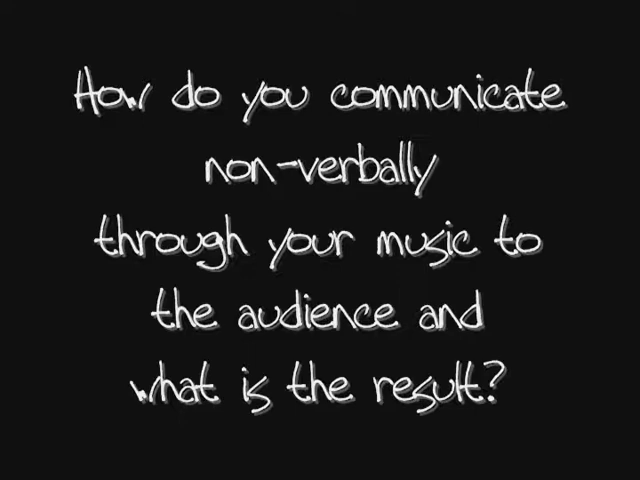 How do you communicate
non-verbally
through your music to
the audience and
what is the result?